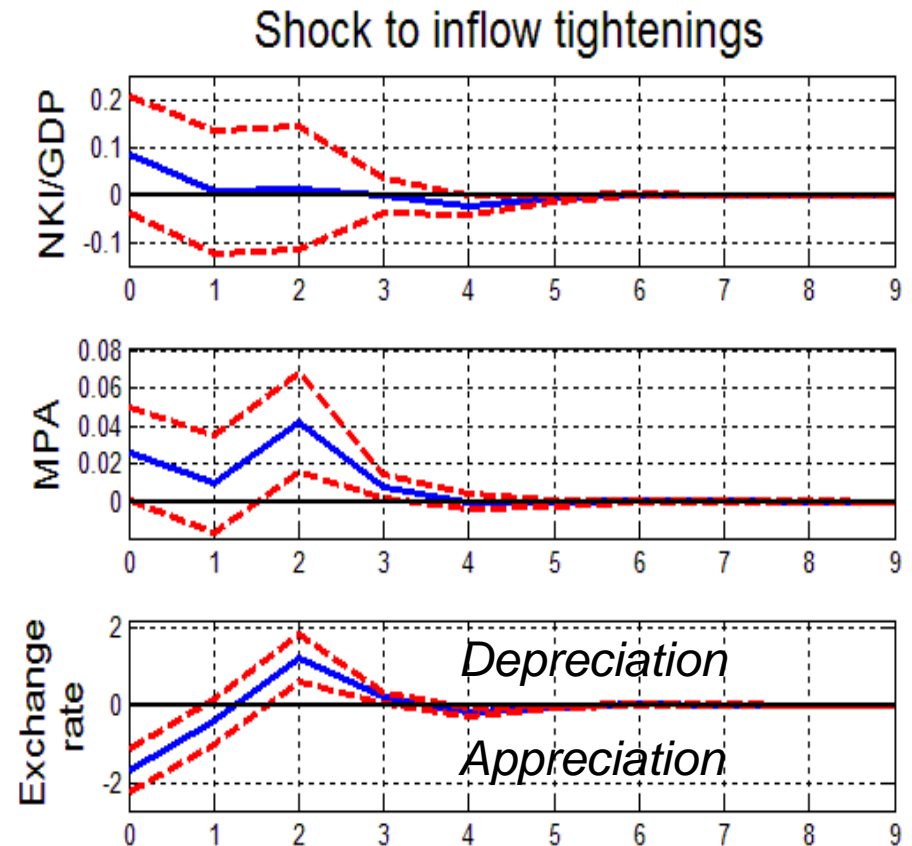 Shock to inflow tightenings
NKI/GDP
0.2
0.1
0
-0.1
0 1 2 3 4 5 6 7 8 9
MPA
0.08
0.06
0.04
0.02
0
0 1 2 3 4 5 6 7 8 9
Exchange
rate
2
0
-2
Depreciation
Appreciation
0 1 2 3 4 5 6 7 8 9